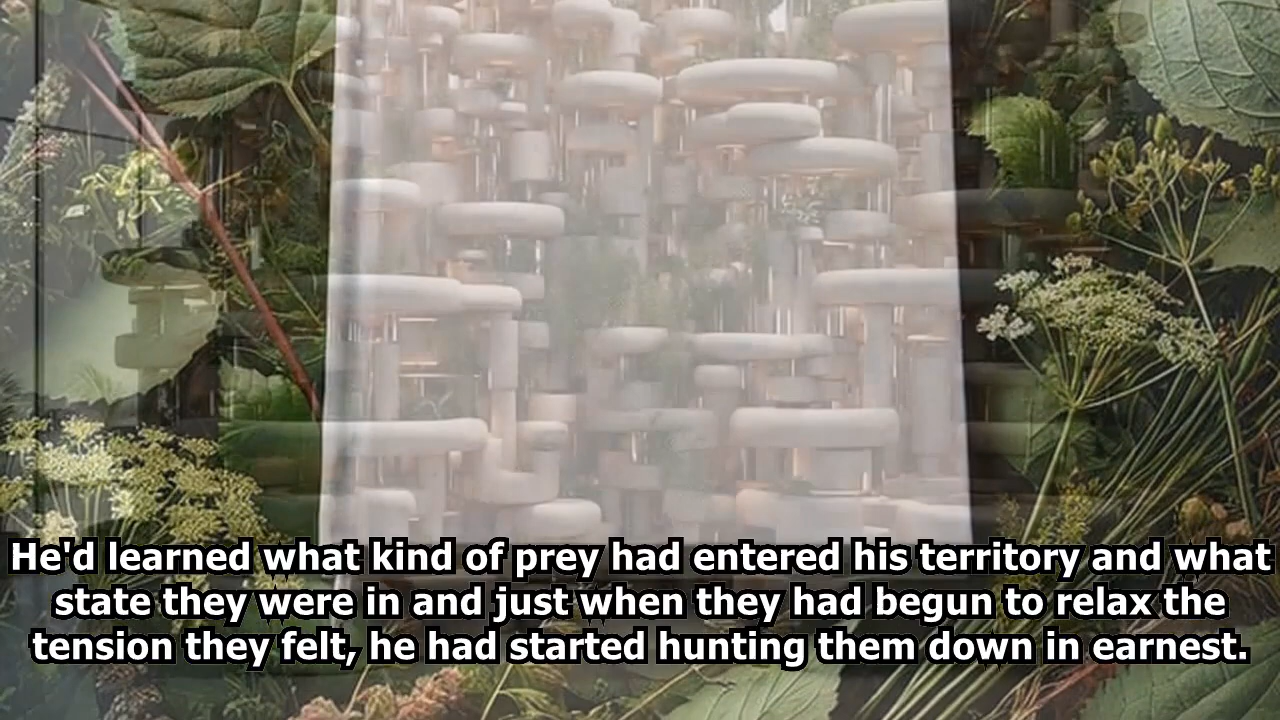 He'd learned what kind of prey had entered his territory and what
state they were in and just when they had begun to relax the
tension they felt, he had started hunting them down in earnest.